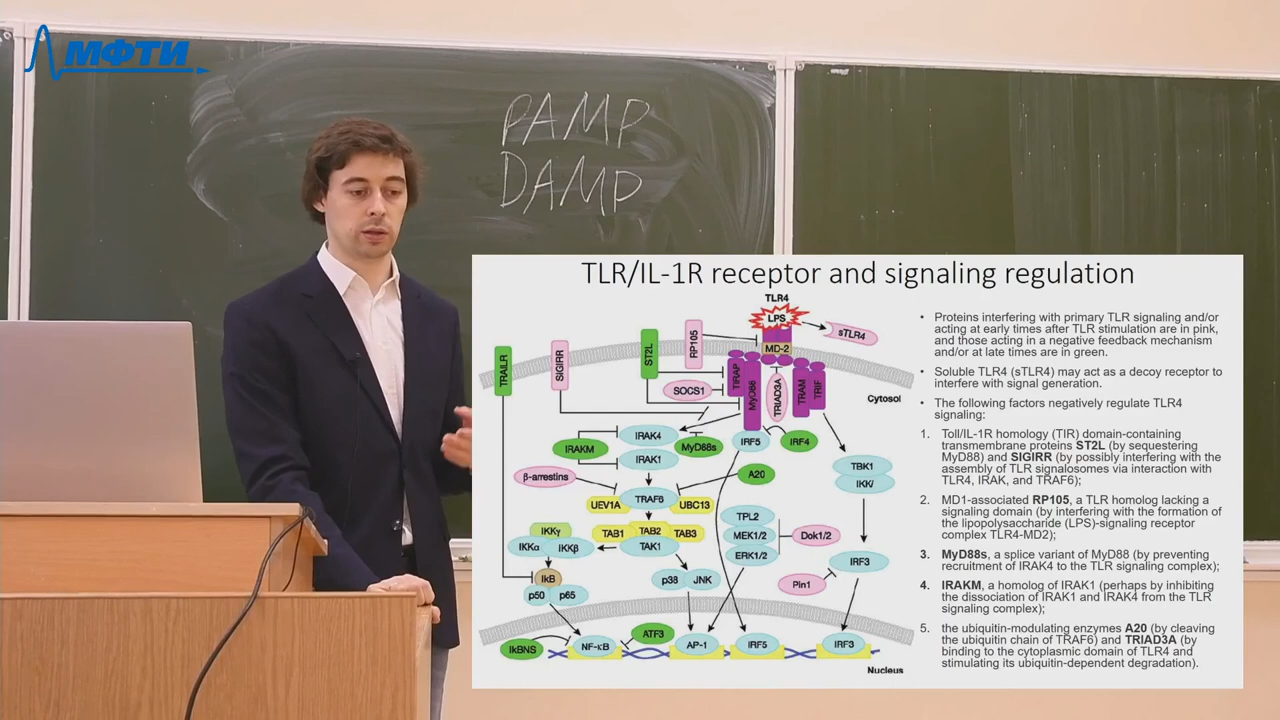 МФТИ
PAMP
DAMP
TLR/IL-1R receptor and signaling regulation
TLR4
LPS
sTLR4
MD-2
TRAILR
SIGIRR
ST2L
RP105
SOCS1
TIRAP
MyD88
TRIAD3A
TRAM
TRIF
Cytosol
IRAK4
IRAKM
MyD88s
IRF5
IRF4
IRAK1
TBK1
IKK/
β-arrestins
A20
TRAF6
UEV1A
UBC13
TPL2
IKKγ
TAB1
TAB2
TAB3
MEK1/2
Dok1/2
IKKα
IKKβ
TAK1
ERK1/2
IRF3
IkB
p38
JNK
Pin1
p50
p65
ATF3
IkBNS
NF-κB
AP-1
IRF5
IRF3
Nucleus
• Proteins interfering with primary TLR signaling and/or
acting at early times after TLR stimulation are in pink,
and those acting in a negative feedback mechanism
and/or at late times are in green.
• Soluble TLR4 (sTLR4) may act as a decoy receptor to
interfere with signal generation.
• The following factors negatively regulate TLR4
signaling:
1. Toll/IL-1R homology (TIR) domain-containing
transmembrane proteins ST2L (by sequestering
MyD88) and SIGIRR (by possibly interfering with the
assembly of TLR signalosomes via interaction with
TLR4, IRAK, and TRAF6);
2. MD1-associated RP105, a TLR homolog lacking a
signaling domain (by interfering with the formation of
the lipopolysaccharide (LPS)-signaling receptor
complex TLR4-MD2);
3. MyD88s, a splice variant of MyD88 (by preventing
recruitment of IRAK4 to the TLR signaling complex);
4. IRAKM, a homolog of IRAK1 (perhaps by inhibiting
the dissociation of IRAK1 and IRAK4 from the TLR
signaling complex);
5. the ubiquitin-modulating enzymes A20 (by cleaving
the ubiquitin chain of TRAF6) and TRIAD3A (by
binding to the cytoplasmic domain of TLR4 and
stimulating its ubiquitin-dependent degradation).